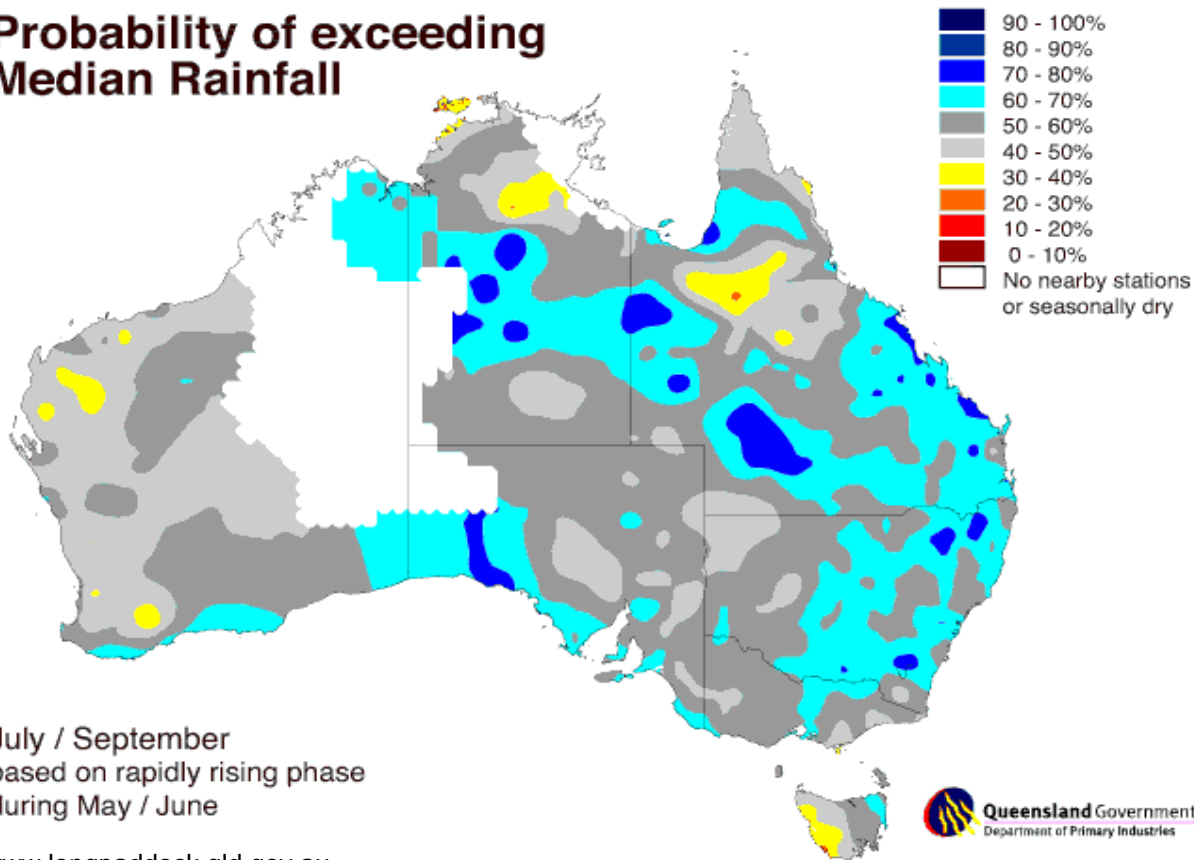 Probability of exceeding
Median Rainfall
90 - 100%
80 - 90%
70 - 80%
60 - 70%
50 - 60%
40 - 50%
30 - 40%
20 - 30%
10 - 20%
0 - 10%
No nearby stations
or seasonally dry
July / September
based on rapidly rising phase
during May / June
Queensland Government
Department of Primary Industries